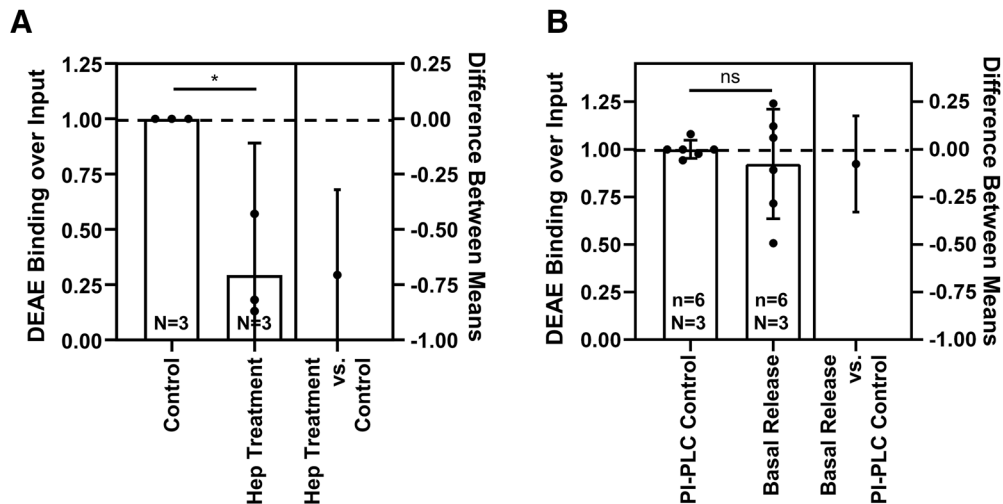 A
DEAE Binding over Input
1.25
1.00
0.75
0.50
0.25
0.00
*
N=3
N=3
0.25
0.00
-0.25
-0.50
-0.75
-1.00
Difference Between Means
Control
Hep Treatment
Hep Treatment
vs.
Control
B
DEAE Binding over Input
1.25
1.00
0.75
0.50
0.25
0.00
ns
n=6
N=3
n=6
N=3
0.25
0.00
-0.25
-0.50
-0.75
-1.00
Difference Between Means
PI-PLC Control
Basal Release
Basal Release
vs.
PI-PLC Control